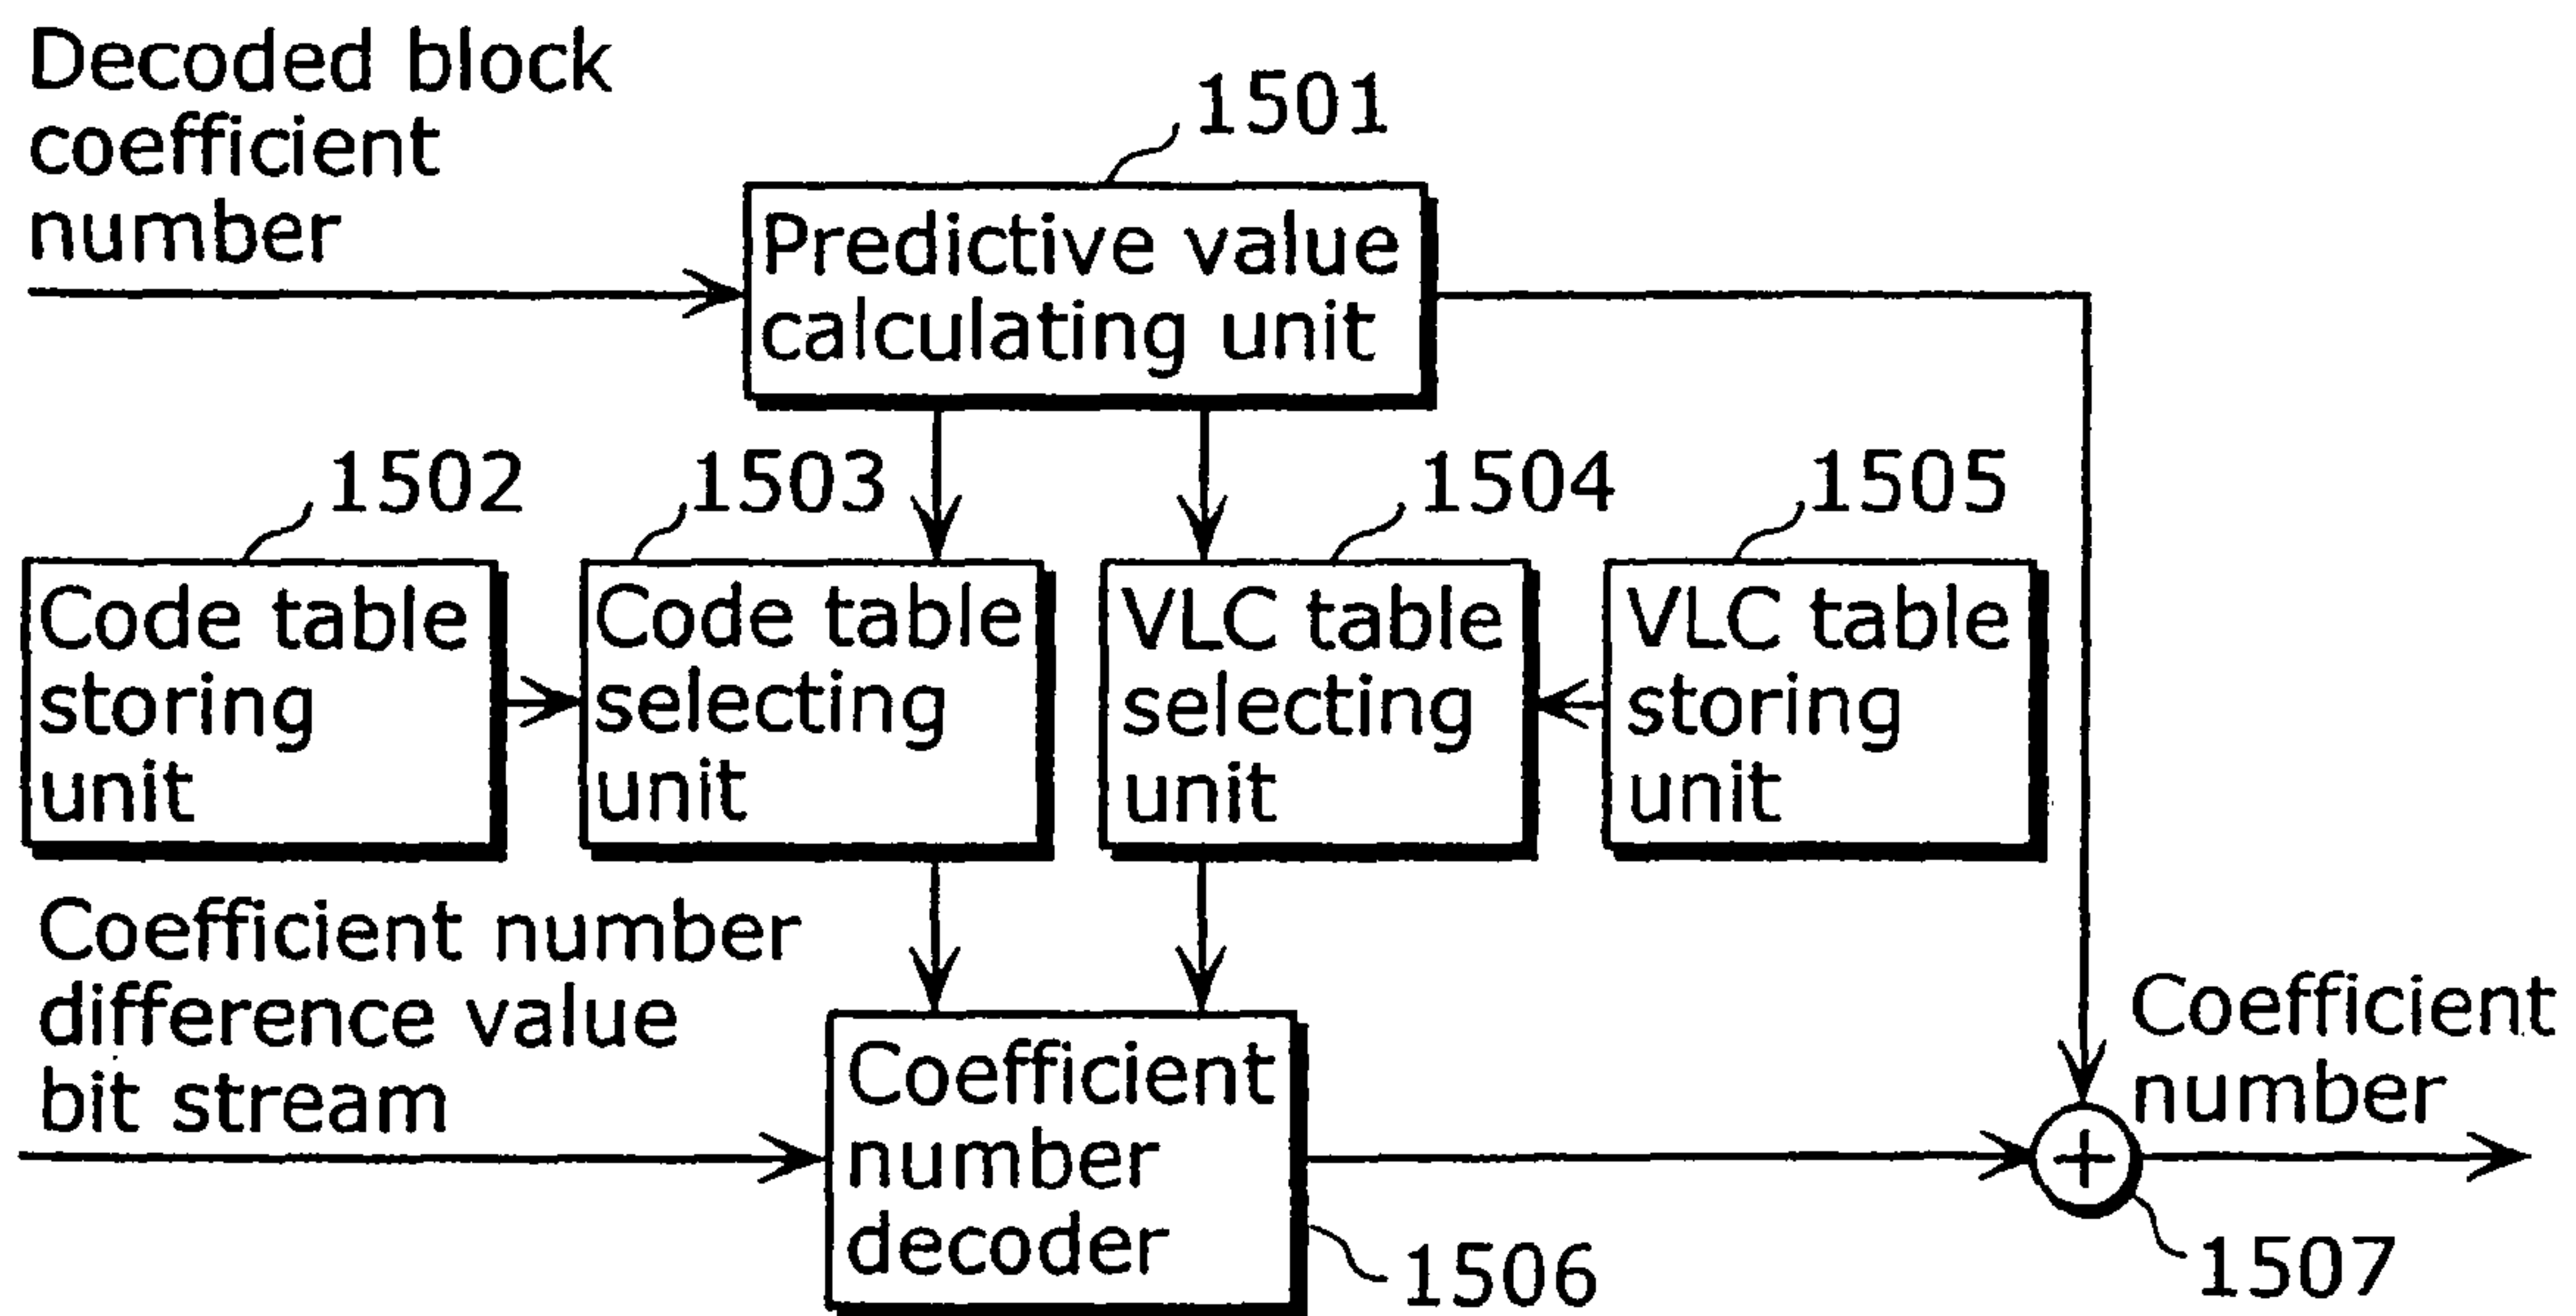 Decoded block
coefficient
number
1501
Predictive value
calculating unit
1502
1503
1504
1505
Code table
storing
unit
Code table
selecting
unit
VLC table
selecting
unit
VLC table
storing
unit
Coefficient number
difference value
bit stream
Coefficient
number
decoder
1506
+
Coefficient
number
1507